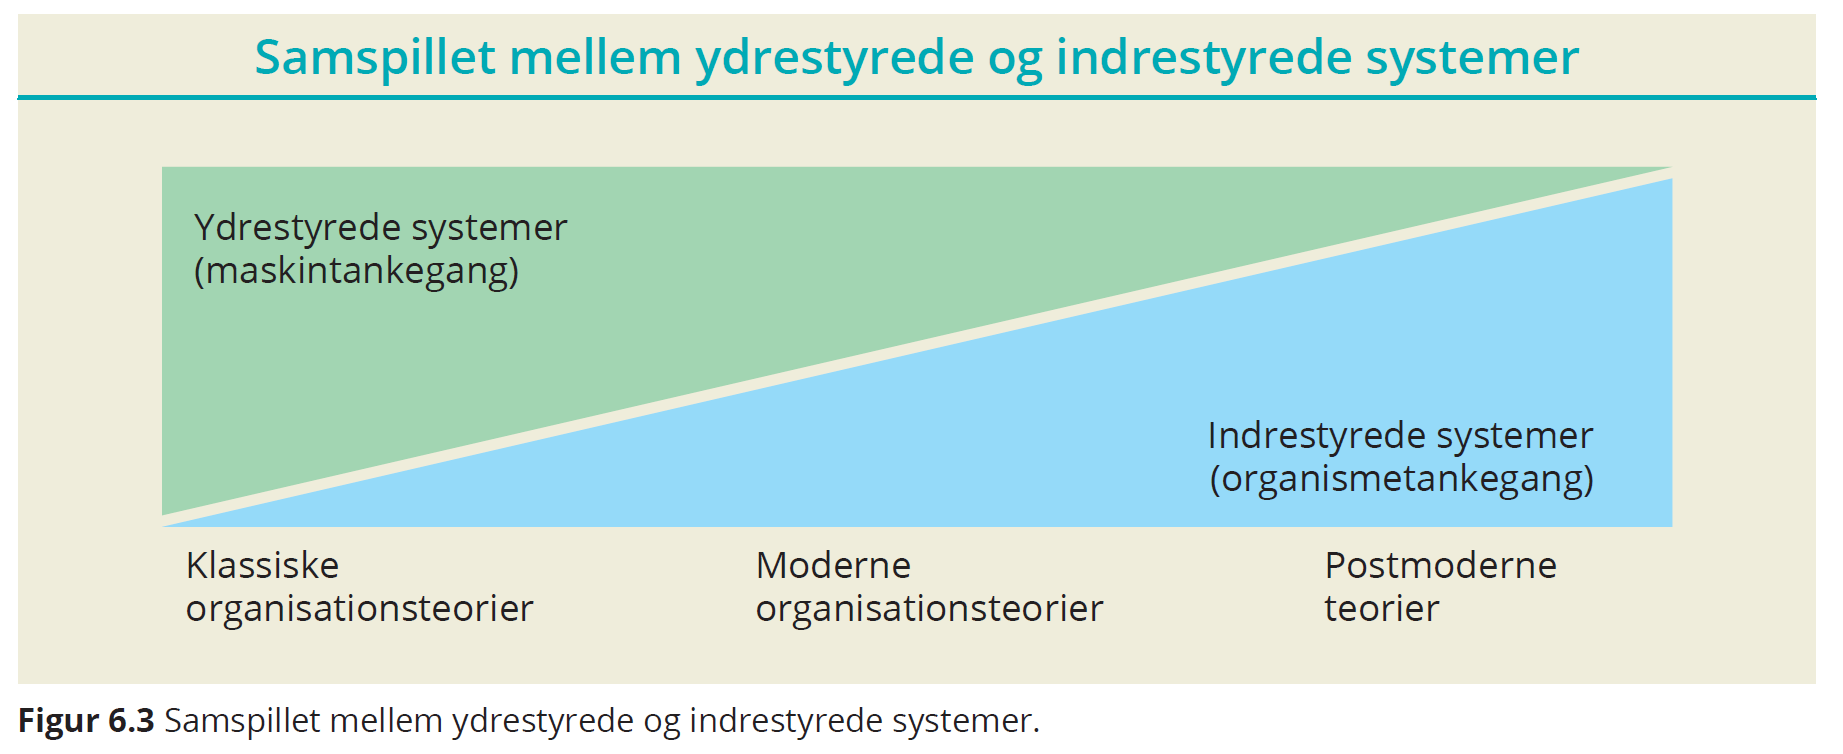 Samspillet mellem ydrestyrede og indrestyrede systemer
Ydrestyrede systemer
(maskintankegang)
Indrestyrede systemer
(organismetankegang)
Klassiske
organisationsteorier
Moderne
organisationsteorier
Postmoderne
teorier
Figur 6.3 Samspillet mellem ydrestyrede og indrestyrede systemer.